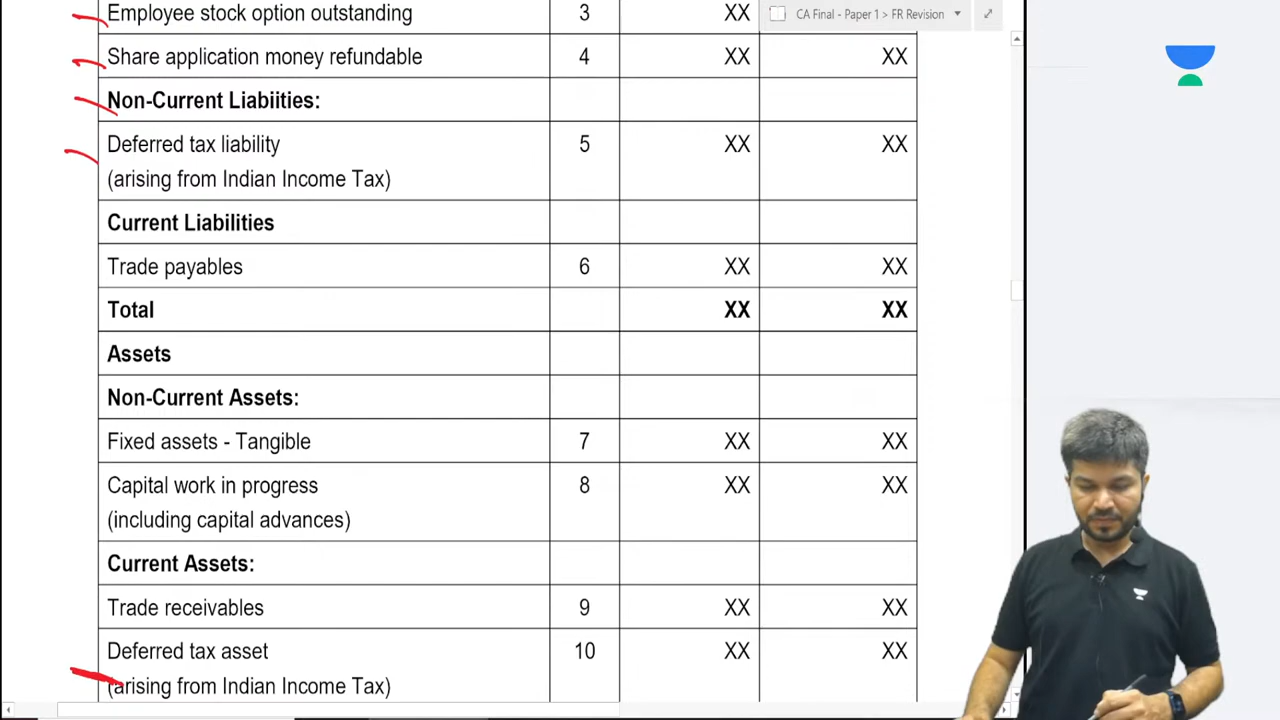 Employee stock option outstanding 3 XX
CA Final - Paper 1 > FR Revision
Share application money refundable 4 XX XX
Non-Current Liabiities:
Deferred tax liability 5 XX XX
(arising from Indian Income Tax)
Current Liabilities
Trade payables 6 XX XX
Total XX XX
Assets
Non-Current Assets:
Fixed assets - Tangible 7 XX XX
Capital work in progress 8 XX XX
(including capital advances)
Current Assets:
Trade receivables 9 XX XX
Deferred tax asset 10 XX XX
(arising from Indian Income Tax)